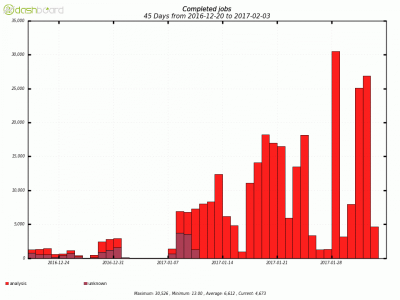 dashboard
Completed jobs
45 Days from 2016-12-20 to 2017-02-03
35,000
30,000
25,000
20,000
15,000
10,000
5,000
0
2016-12-24 2016-12-31 2017-01-07 2017-01-14 2017-01-21 2017-01-28
analysis unknown
Maximum: 30,526 , Minimum: 13.00 , Average: 6,612 , Current: 4,673